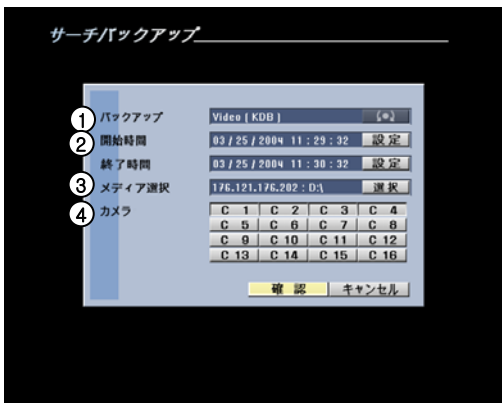 サーチ/バックアップ
① バックアップ Video [ KDB ] (●)
② 開始時間 03 / 25 / 2004 11 : 29 : 32 設定
終了時間 03 / 25 / 2004 11 : 30 : 32 設定
③ メディア選択 176.121.176.202 : D:\ 選択
④ カメラ C 1 C 2 C 3 C 4
C 5 C 6 C 7 C 8
C 9 C 10 C 11 C 12
C 13 C 14 C 15 C 16
確認 キャンセル